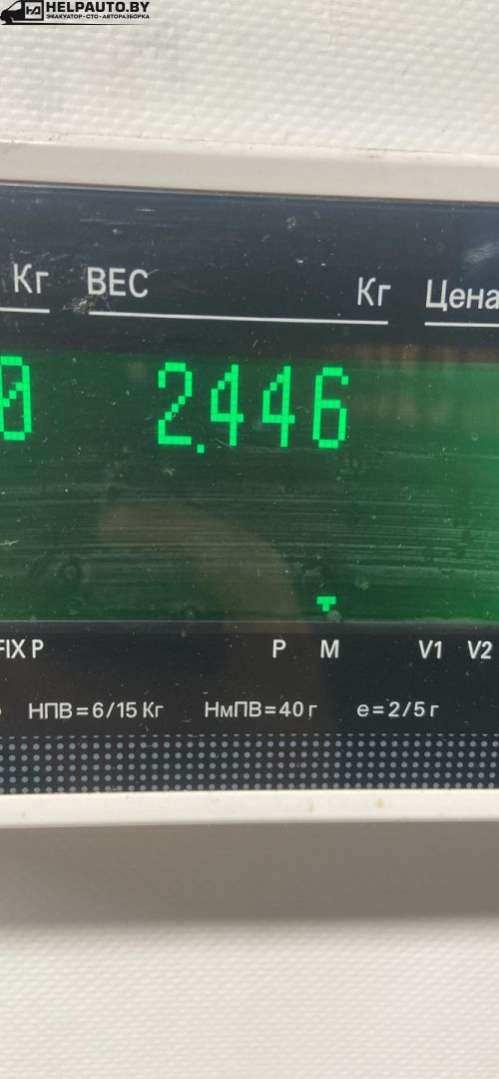 HELPAUTO.BY
ЭВАКУАТОР•СТО•АВТОРАЗБОРКА
Кг ВЕС Кг Цена
0 2.446
FIX P P M V1 V2
НПВ=6/15 Кг НмПВ=40 г e=2/5 г